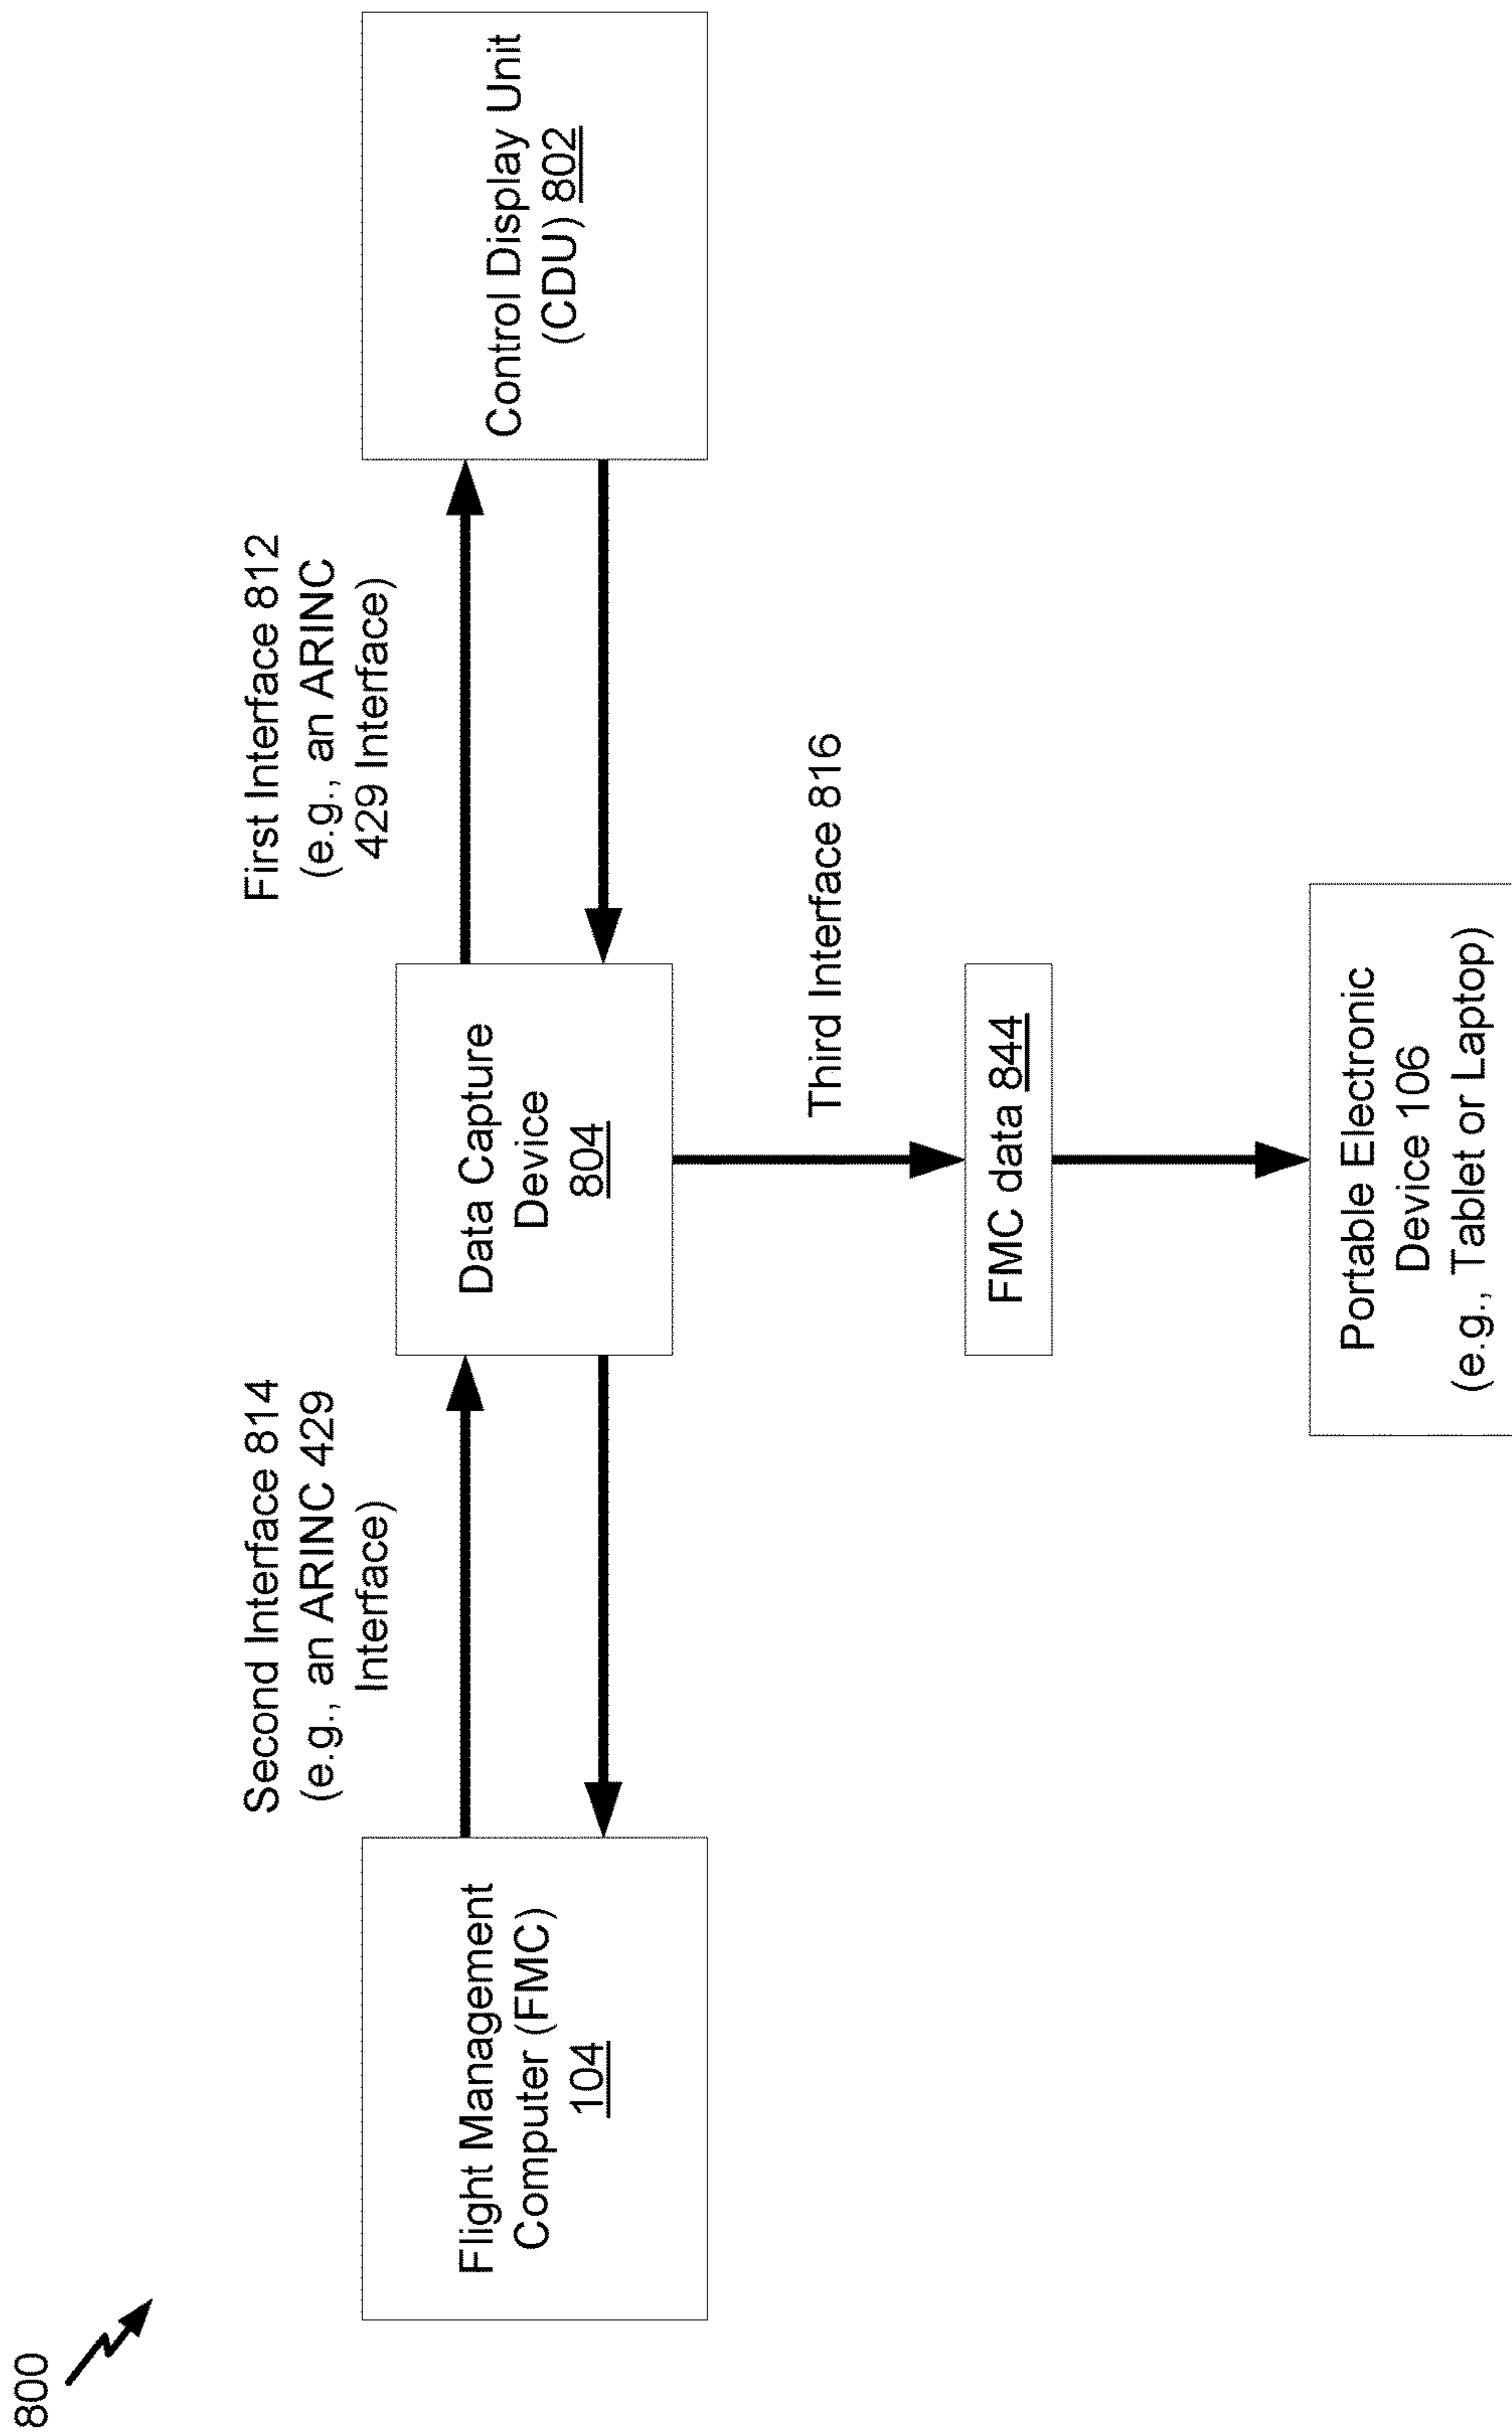 800
Second Interface 814
(e.g., an ARINC 429
Interface)
First Interface 812
(e.g., an ARINC
429 Interface)
Flight Management
Computer (FMC)
104
Data Capture
Device
804
Control Display Unit
(CDU) 802
Third Interface 816
FMC data 844
Portable Electronic
Device 106
(e.g., Tablet or Laptop)